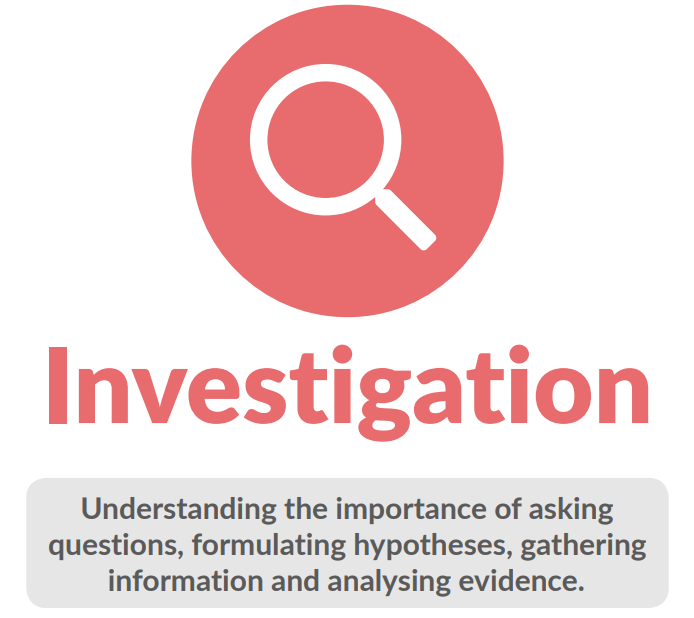 Investigation
Understanding the importance of asking
questions, formulating hypotheses, gathering
information and analysing evidence.